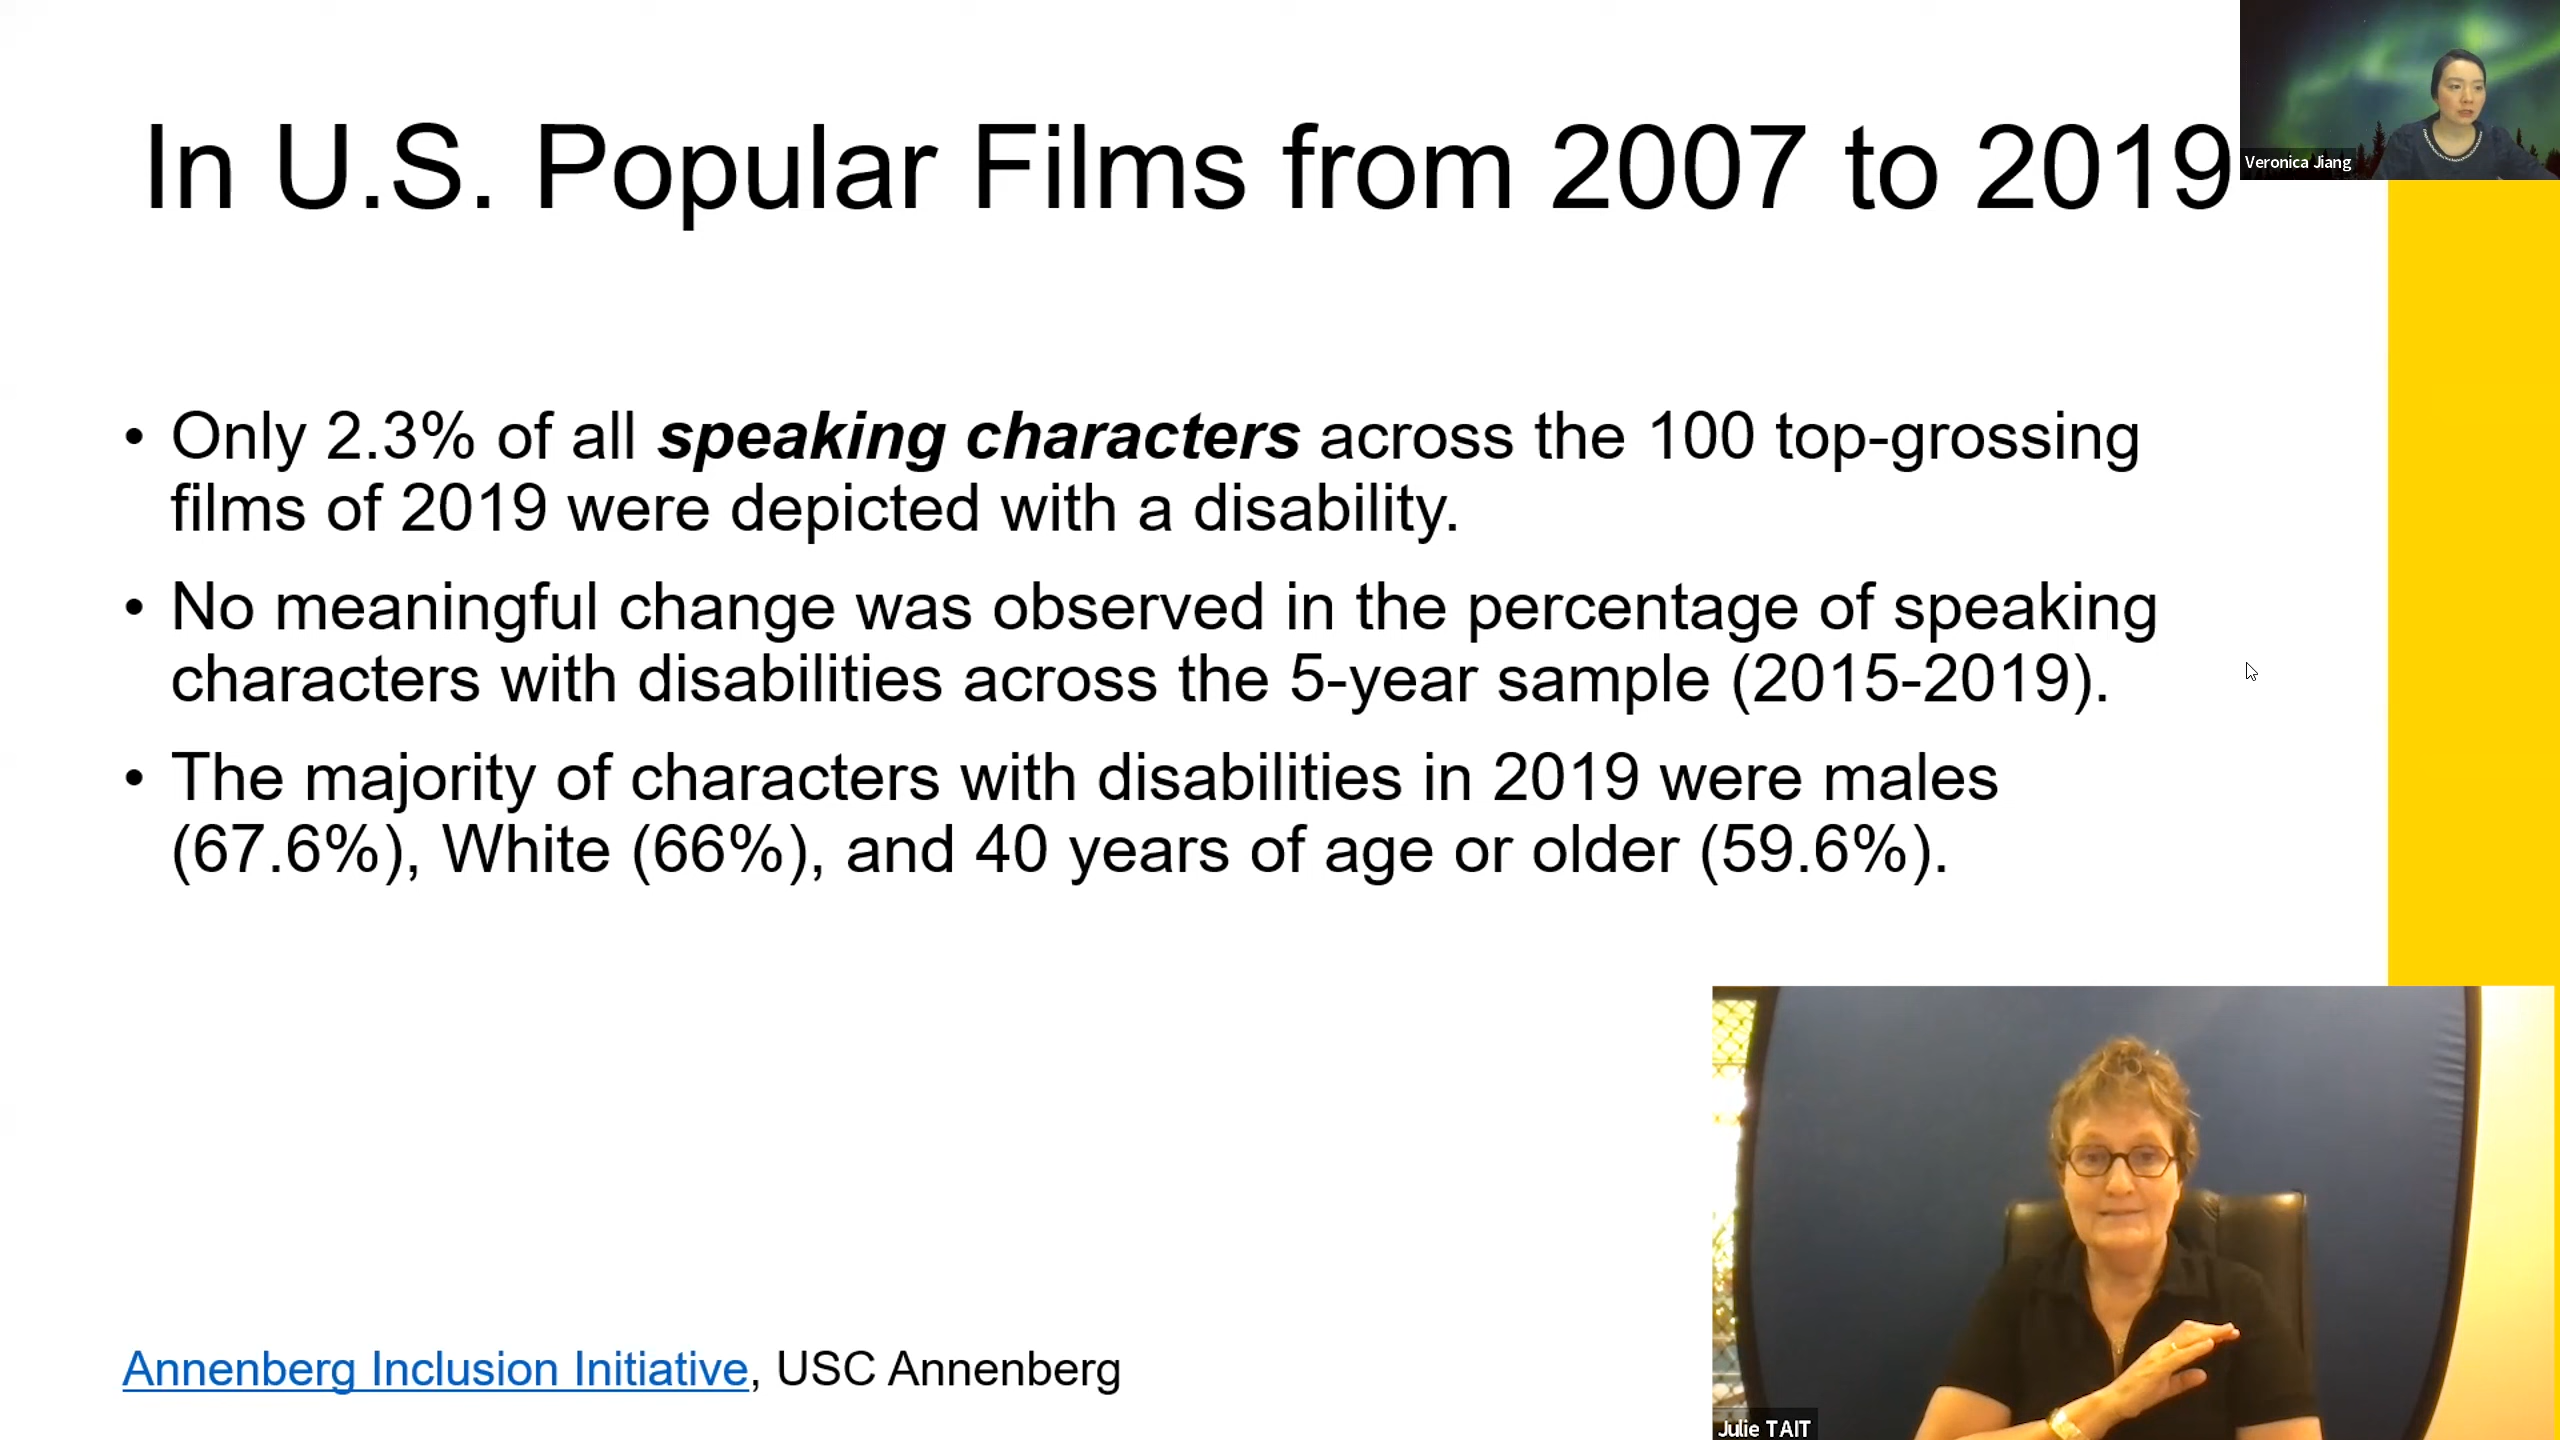 In U.S. Popular Films from 2007 to 2019
Veronica Jiang
• Only 2.3% of all speaking characters across the 100 top-grossing
films of 2019 were depicted with a disability.
• No meaningful change was observed in the percentage of speaking
characters with disabilities across the 5-year sample (2015-2019).
• The majority of characters with disabilities in 2019 were males
(67.6%), White (66%), and 40 years of age or older (59.6%).
Annenberg Inclusion Initiative, USC Annenberg
Julie TAIT